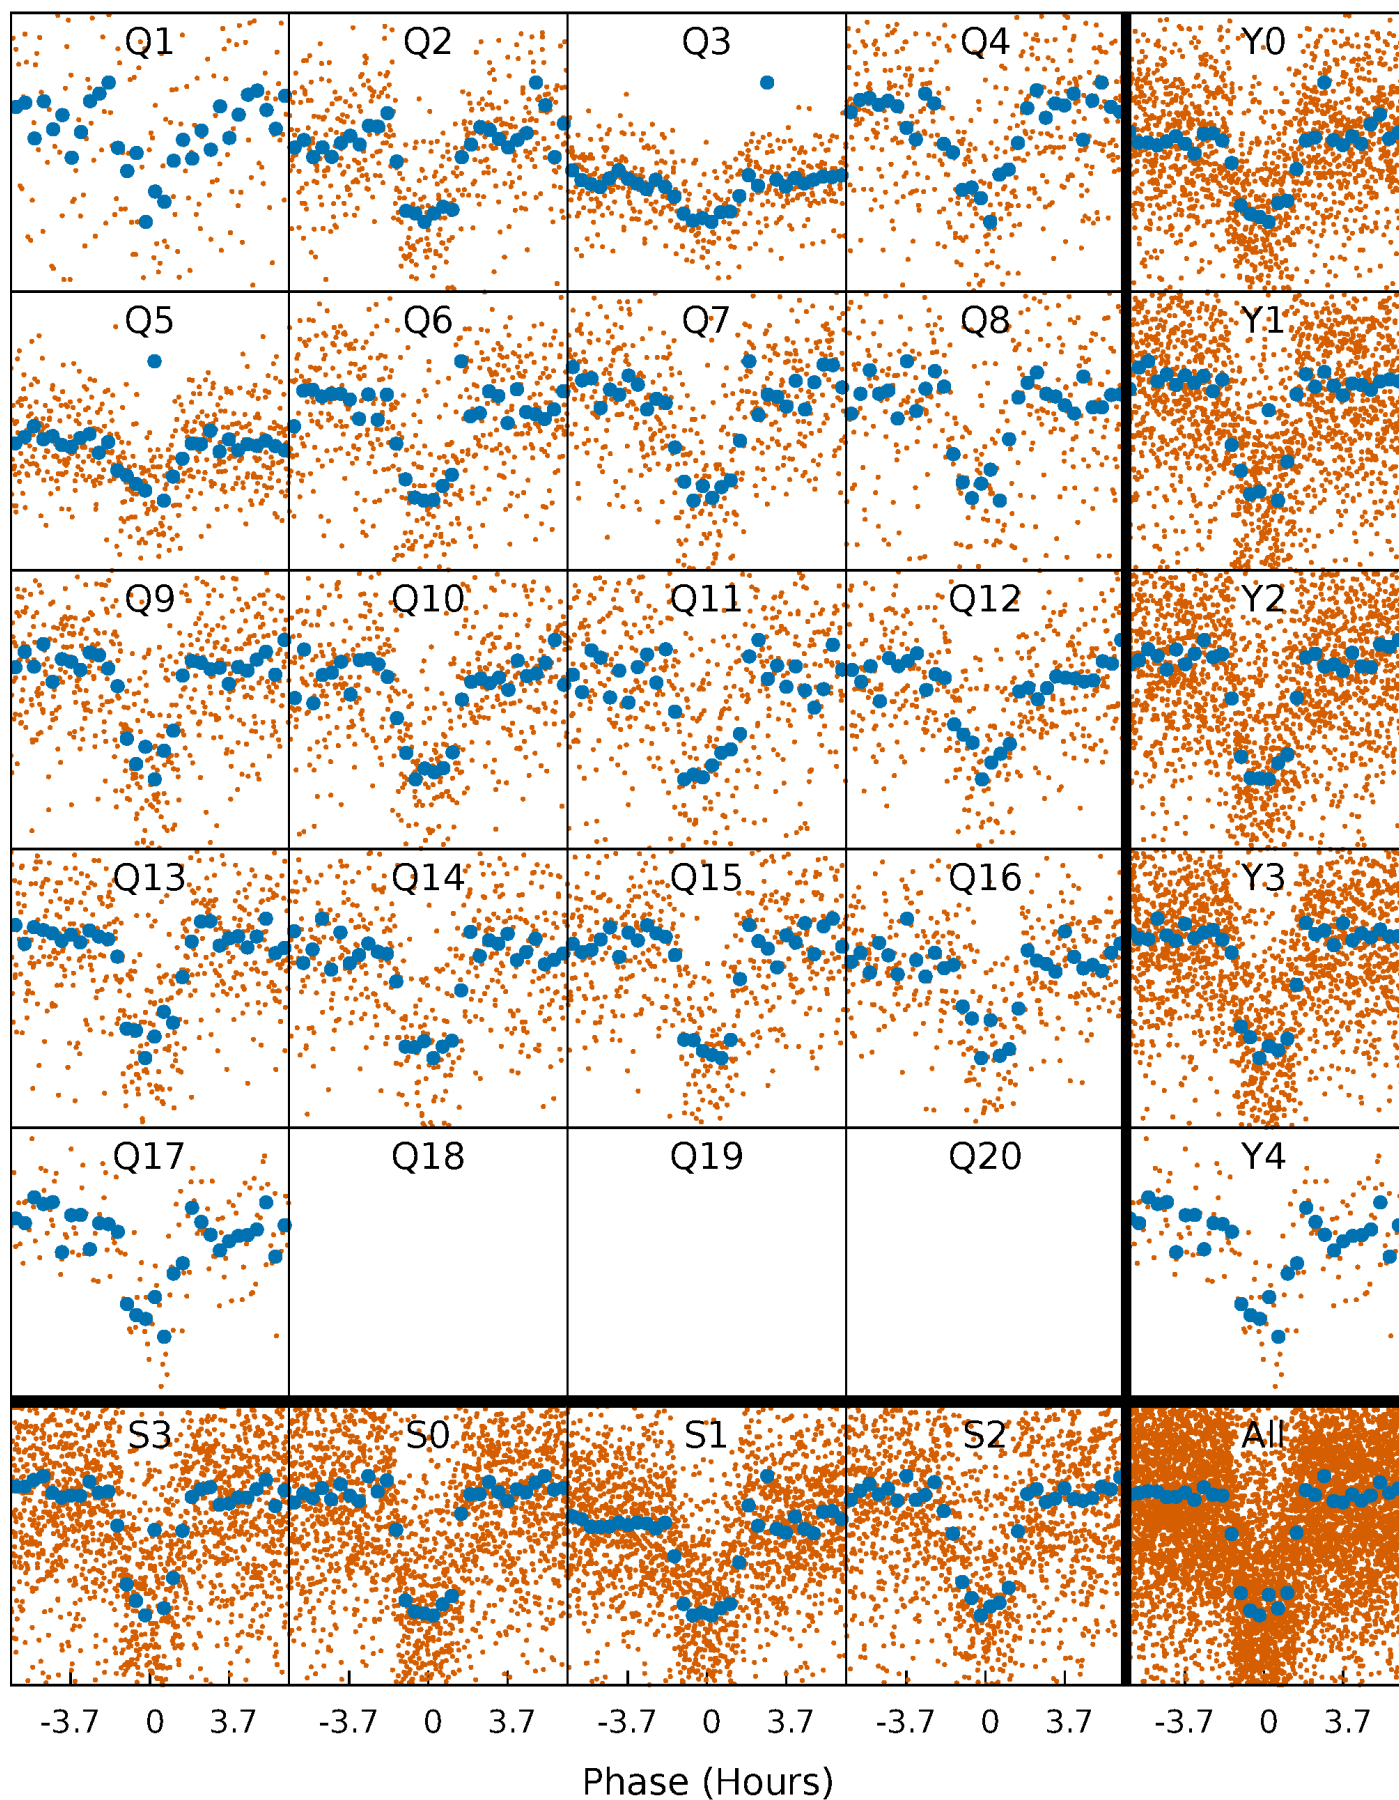 Q1 Q2 Q3 Q4 Y0
Q5 Q6 Q7 Q8 Y1
Q9 Q10 Q11 Q12 Y2
Q13 Q14 Q15 Q16 Y3
Q17 Q18 Q19 Q20 Y4
S3 S0 S1 S2 All
-3.7 0 3.7 -3.7 0 3.7 -3.7 0 3.7 -3.7 0 3.7 -3.7 0 3.7
Phase (Hours)